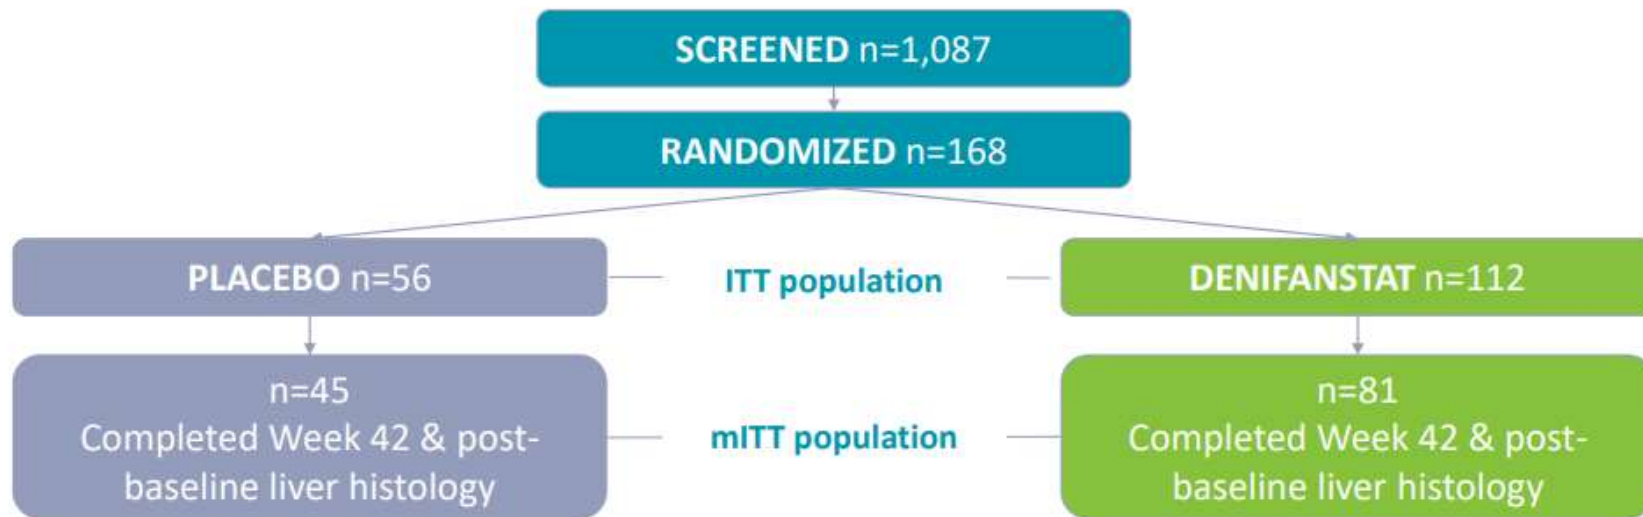 SCREENED n=1,087
RANDOMIZED n=168
PLACEBO n=56
ITT population
DENIFANSTAT n=112
n=45
Completed Week 42 & post-
baseline liver histology
mITT population
n=81
Completed Week 42 & post-
baseline liver histology